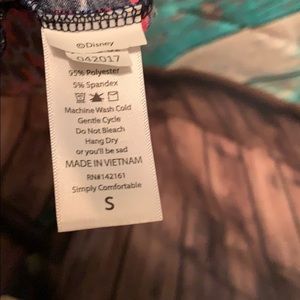 ©Disney
042017
95% Polyester
5% Spandex
Machine Wash Cold
Gentle Cycle
Do Not Bleach
Hang Dry
or you'll be sad
MADE IN VIETNAM
RN#142161
Simply Comfortable
S